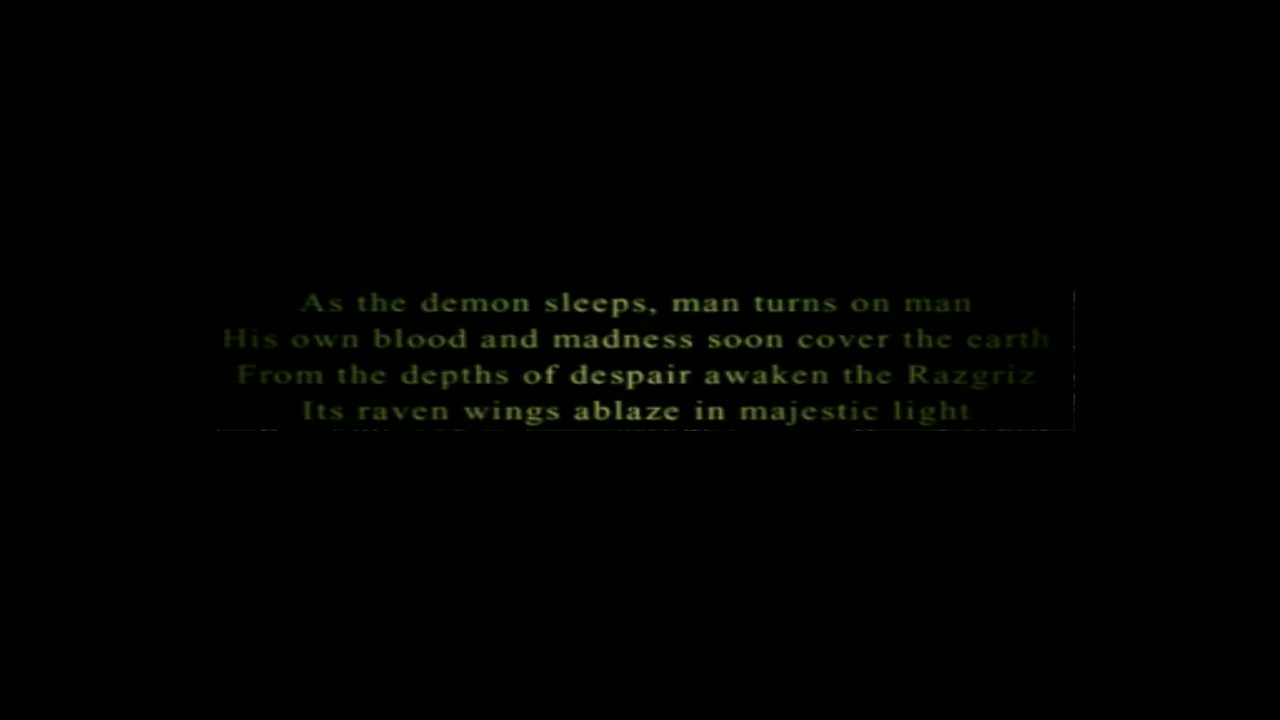 As the demon sleeps, man turns on man
His own blood and madness soon cover the earth
From the depths of despair awaken the Razgriz
Its raven wings ablaze in majestic light